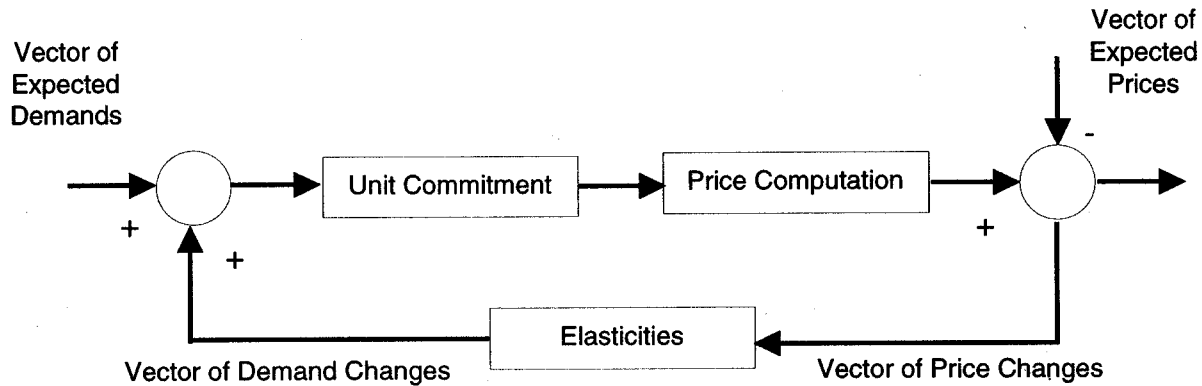 Vector of
Expected
Demands
Vector of
Expected
Prices
-
Unit Commitment
Price Computation
+
+
+
Elasticities
Vector of Demand Changes
Vector of Price Changes